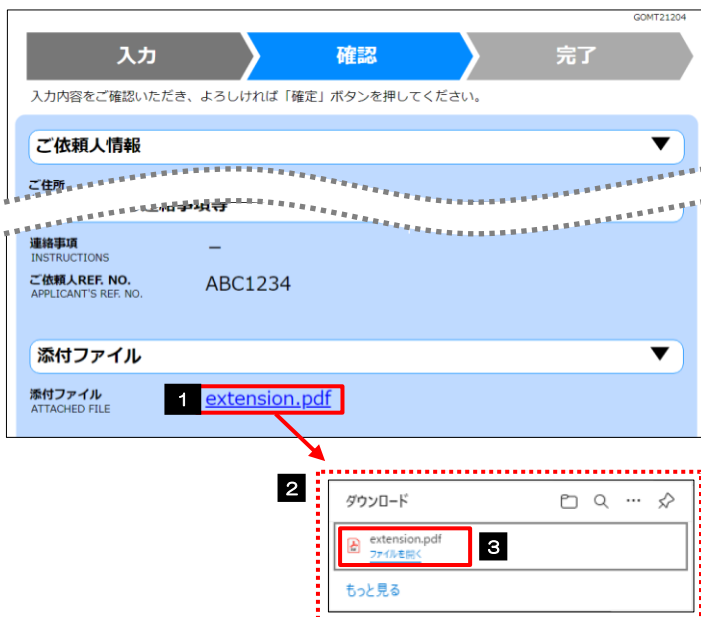 GOMT21204
入力
確認
完了
入力内容をご確認いただき、よろしければ「確定」ボタンを押してください。
ご依頼人情報
▼
ご住所
連絡事項等
連絡事項
INSTRUCTIONS
－
ご依頼人REF. NO.
APPLICANT'S REF. NO.
ABC1234
添付ファイル
▼
添付ファイル
ATTACHED FILE
1
extension.pdf
2
ダウンロード
extension.pdf
ファイルを開く
3
もっと見る